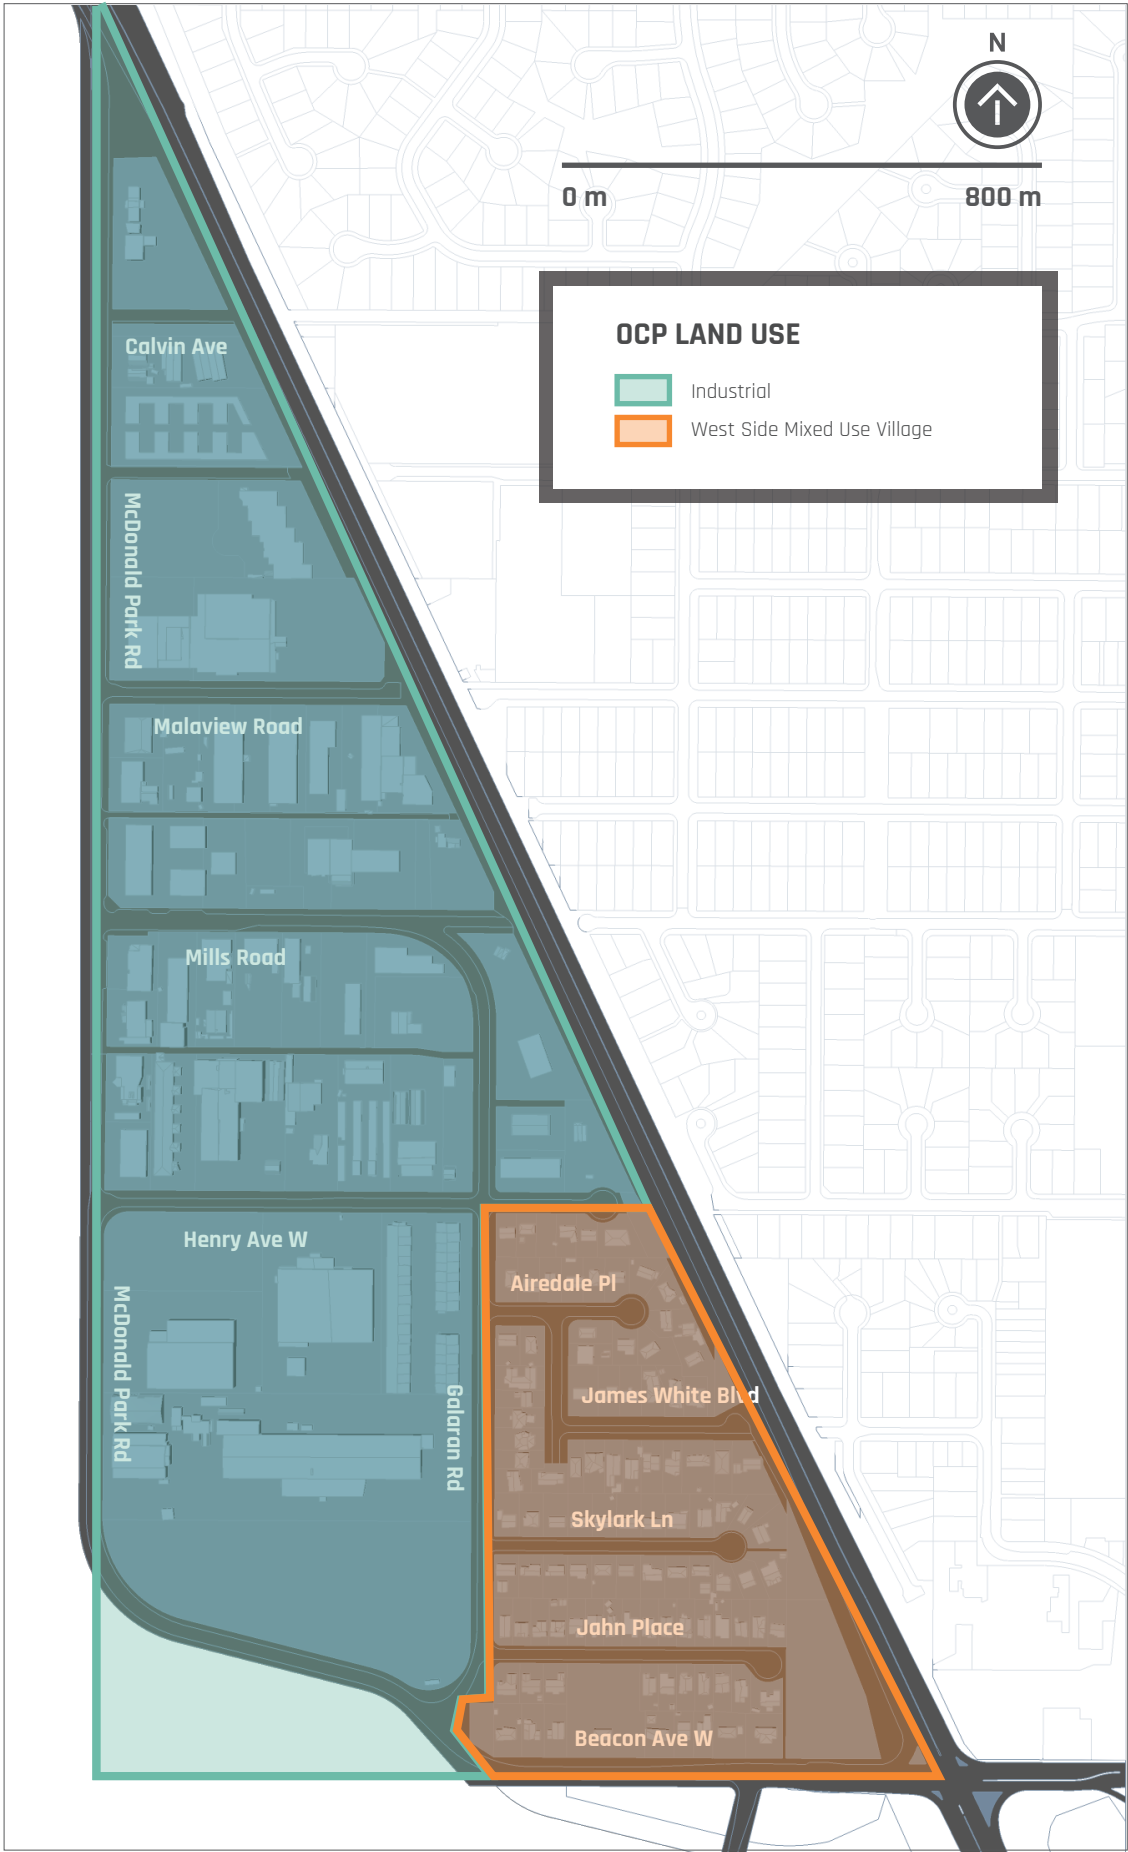 N
0 m 800 m
OCP LAND USE
Industrial
West Side Mixed Use Village
Calvin Ave
McDonald Park Rd
Malaview Road
Mills Road
Henry Ave W
McDonald Park Rd
Galaran Rd
Airedale Pl
James White Blvd
Skylark Ln
Jahn Place
Beacon Ave W